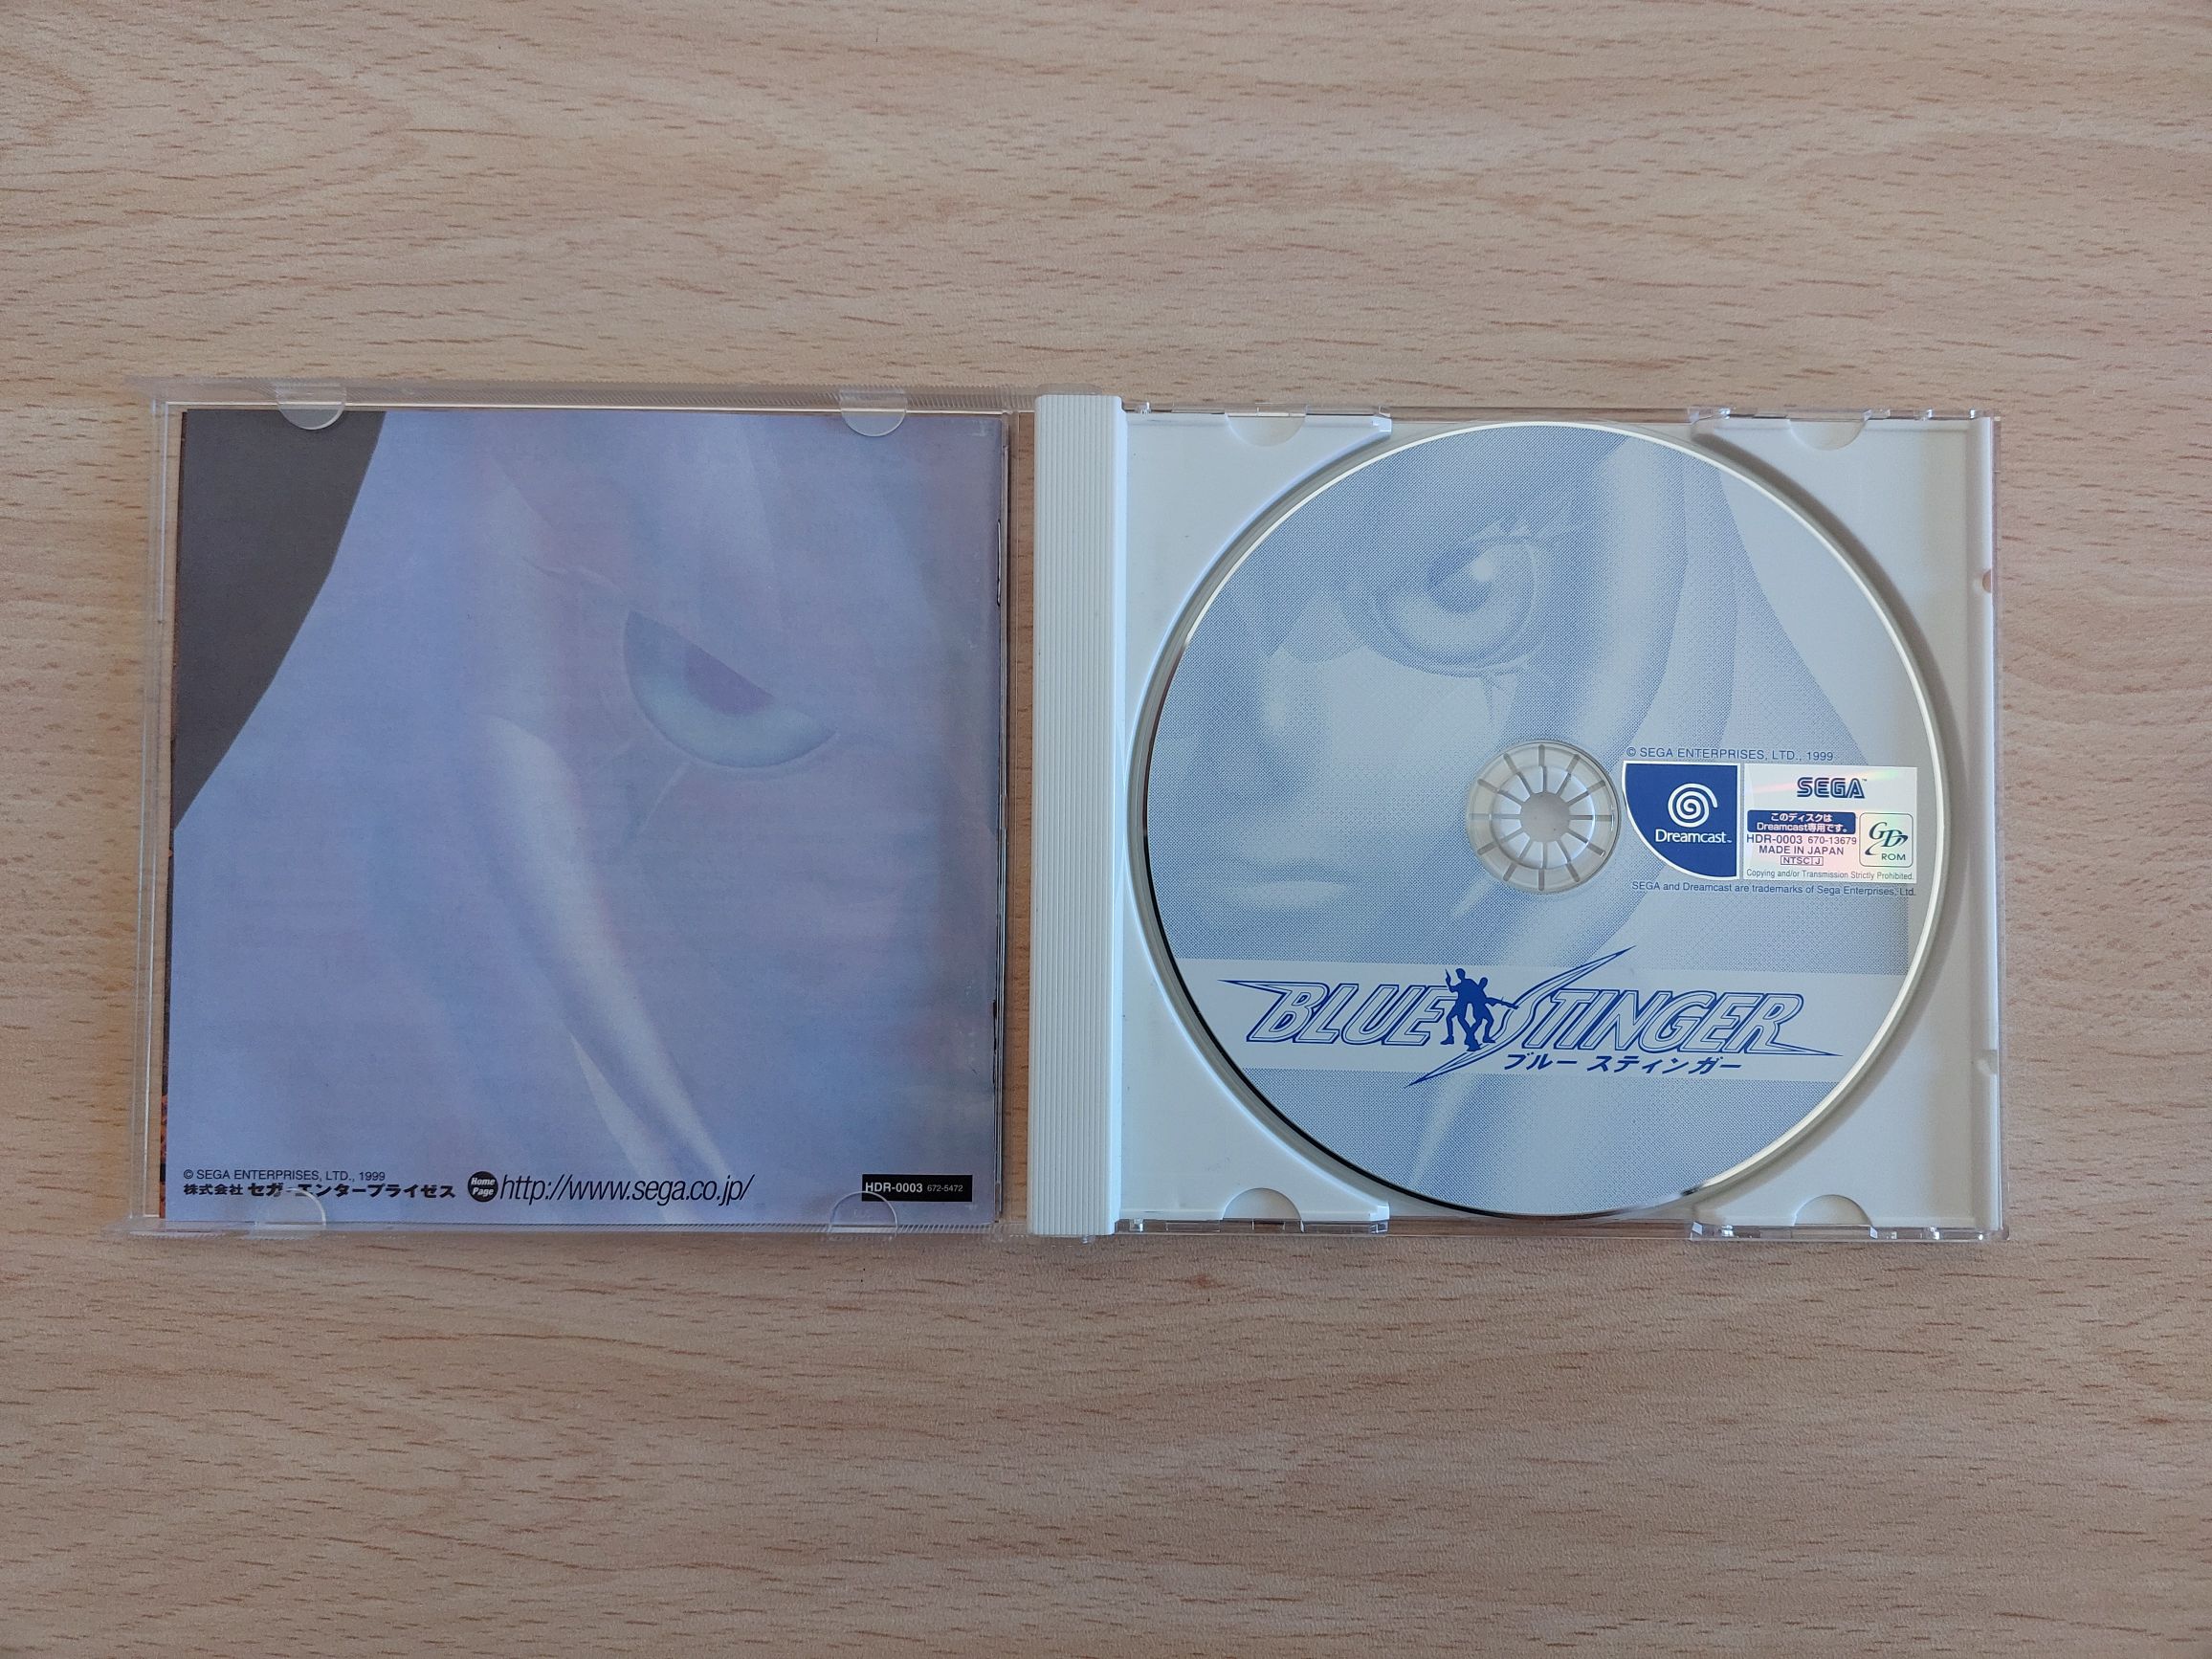 © SEGA ENTERPRISES, LTD., 1999
株式会社 セガ・エンタープライゼス
Home Page http://www.sega.co.jp/
HDR-0003 672-5472
© SEGA ENTERPRISES, LTD., 1999
Dreamcast™
SEGA™
このディスクは
Dreamcast専用です。
HDR-0003 670-13679
MADE IN JAPAN
NTSC J
GD ROM
Copying and/or Transmission Strictly Prohibited.
SEGA and Dreamcast are trademarks of Sega Enterprises, Ltd.
BLUE STINGER
ブルー スティンガー